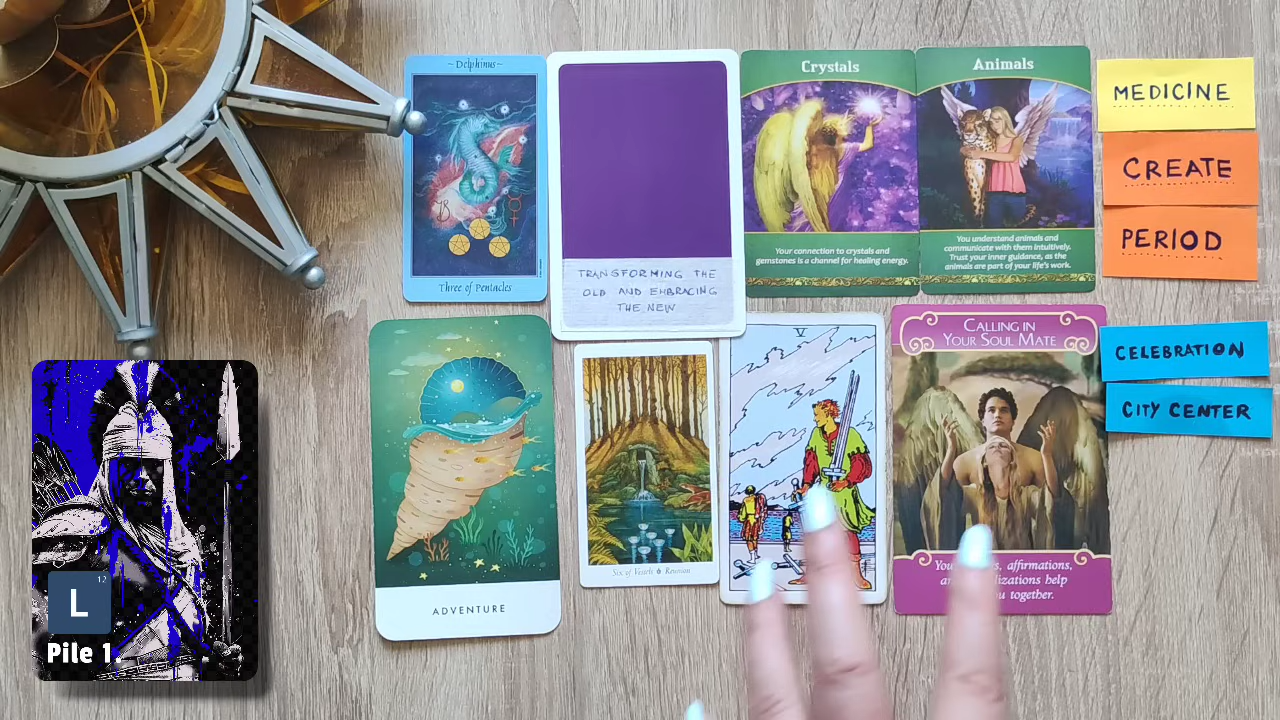 ~Delphinus~
Three of Pentacles
TRANSFORMING THE
OLD AND EMBRACING
THE NEW
Crystals
Your connection to crystals and
gemstones is a channel for healing energy.
Animals
You understand animals and
communicate with them intuitively.
Trust your inner guidance, as the
animals are part of your life's work.
MEDICINE
CREATE
PERIOD
CELEBRATION
CITY CENTER
ADVENTURE
Six of Vessels Reunion
V
CALLING IN
YOUR SOUL MATE
affirmations,
help
together.
12
L
Pile 1.